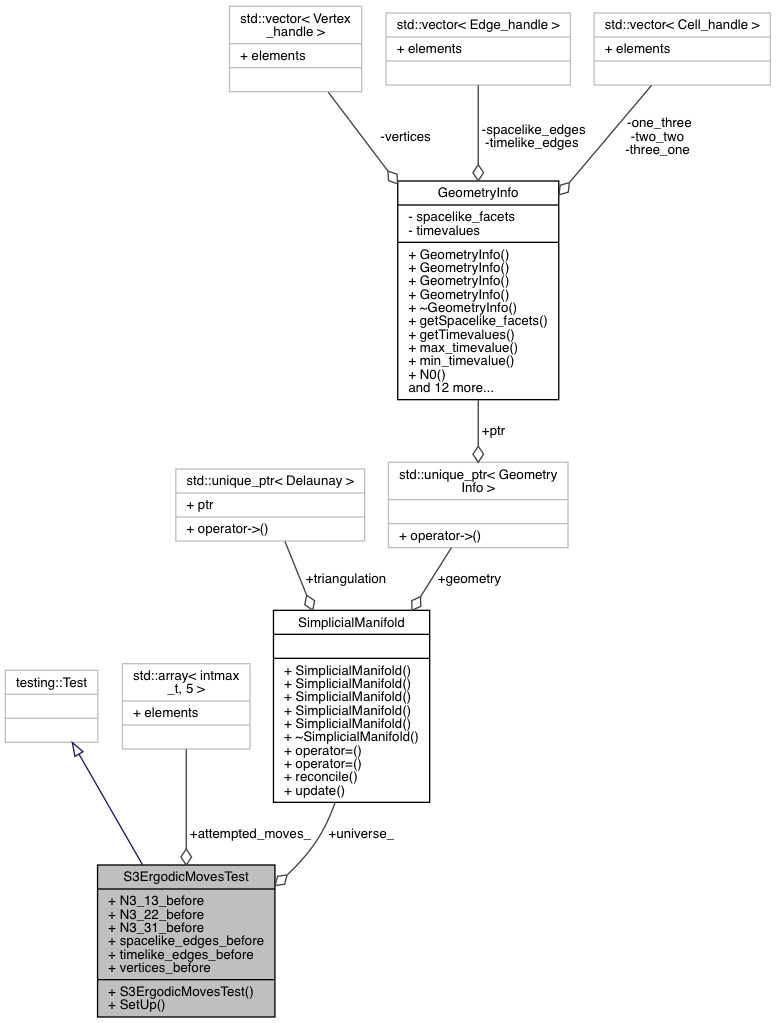 std::vector< Vertex
_handle >
+ elements
std::vector< Edge_handle >
+ elements
std::vector< Cell_handle >
+ elements
-vertices
-spacelike_edges
-timelike_edges
-one_three
-two_two
-three_one
GeometryInfo
- spacelike_facets
- timevalues
+ GeometryInfo()
+ GeometryInfo()
+ GeometryInfo()
+ GeometryInfo()
+ ~GeometryInfo()
+ getSpacelike_facets()
+ getTimevalues()
+ max_timevalue()
+ min_timevalue()
+ N0()
and 12 more...
+ptr
std::unique_ptr< Delaunay >
+ ptr
+ operator->()
std::unique_ptr< Geometry
Info >
+ operator->()
+triangulation
+geometry
SimplicialManifold
+ SimplicialManifold()
+ SimplicialManifold()
+ SimplicialManifold()
+ SimplicialManifold()
+ SimplicialManifold()
+ ~SimplicialManifold()
+ operator=()
+ operator=()
+ reconcile()
+ update()
testing::Test
std::array< intmax
_t, 5 >
+ elements
+attempted_moves_
+universe_
S3ErgodicMovesTest
+ N3_13_before
+ N3_22_before
+ N3_31_before
+ spacelike_edges_before
+ timelike_edges_before
+ vertices_before
+ S3ErgodicMovesTest()
+ SetUp()